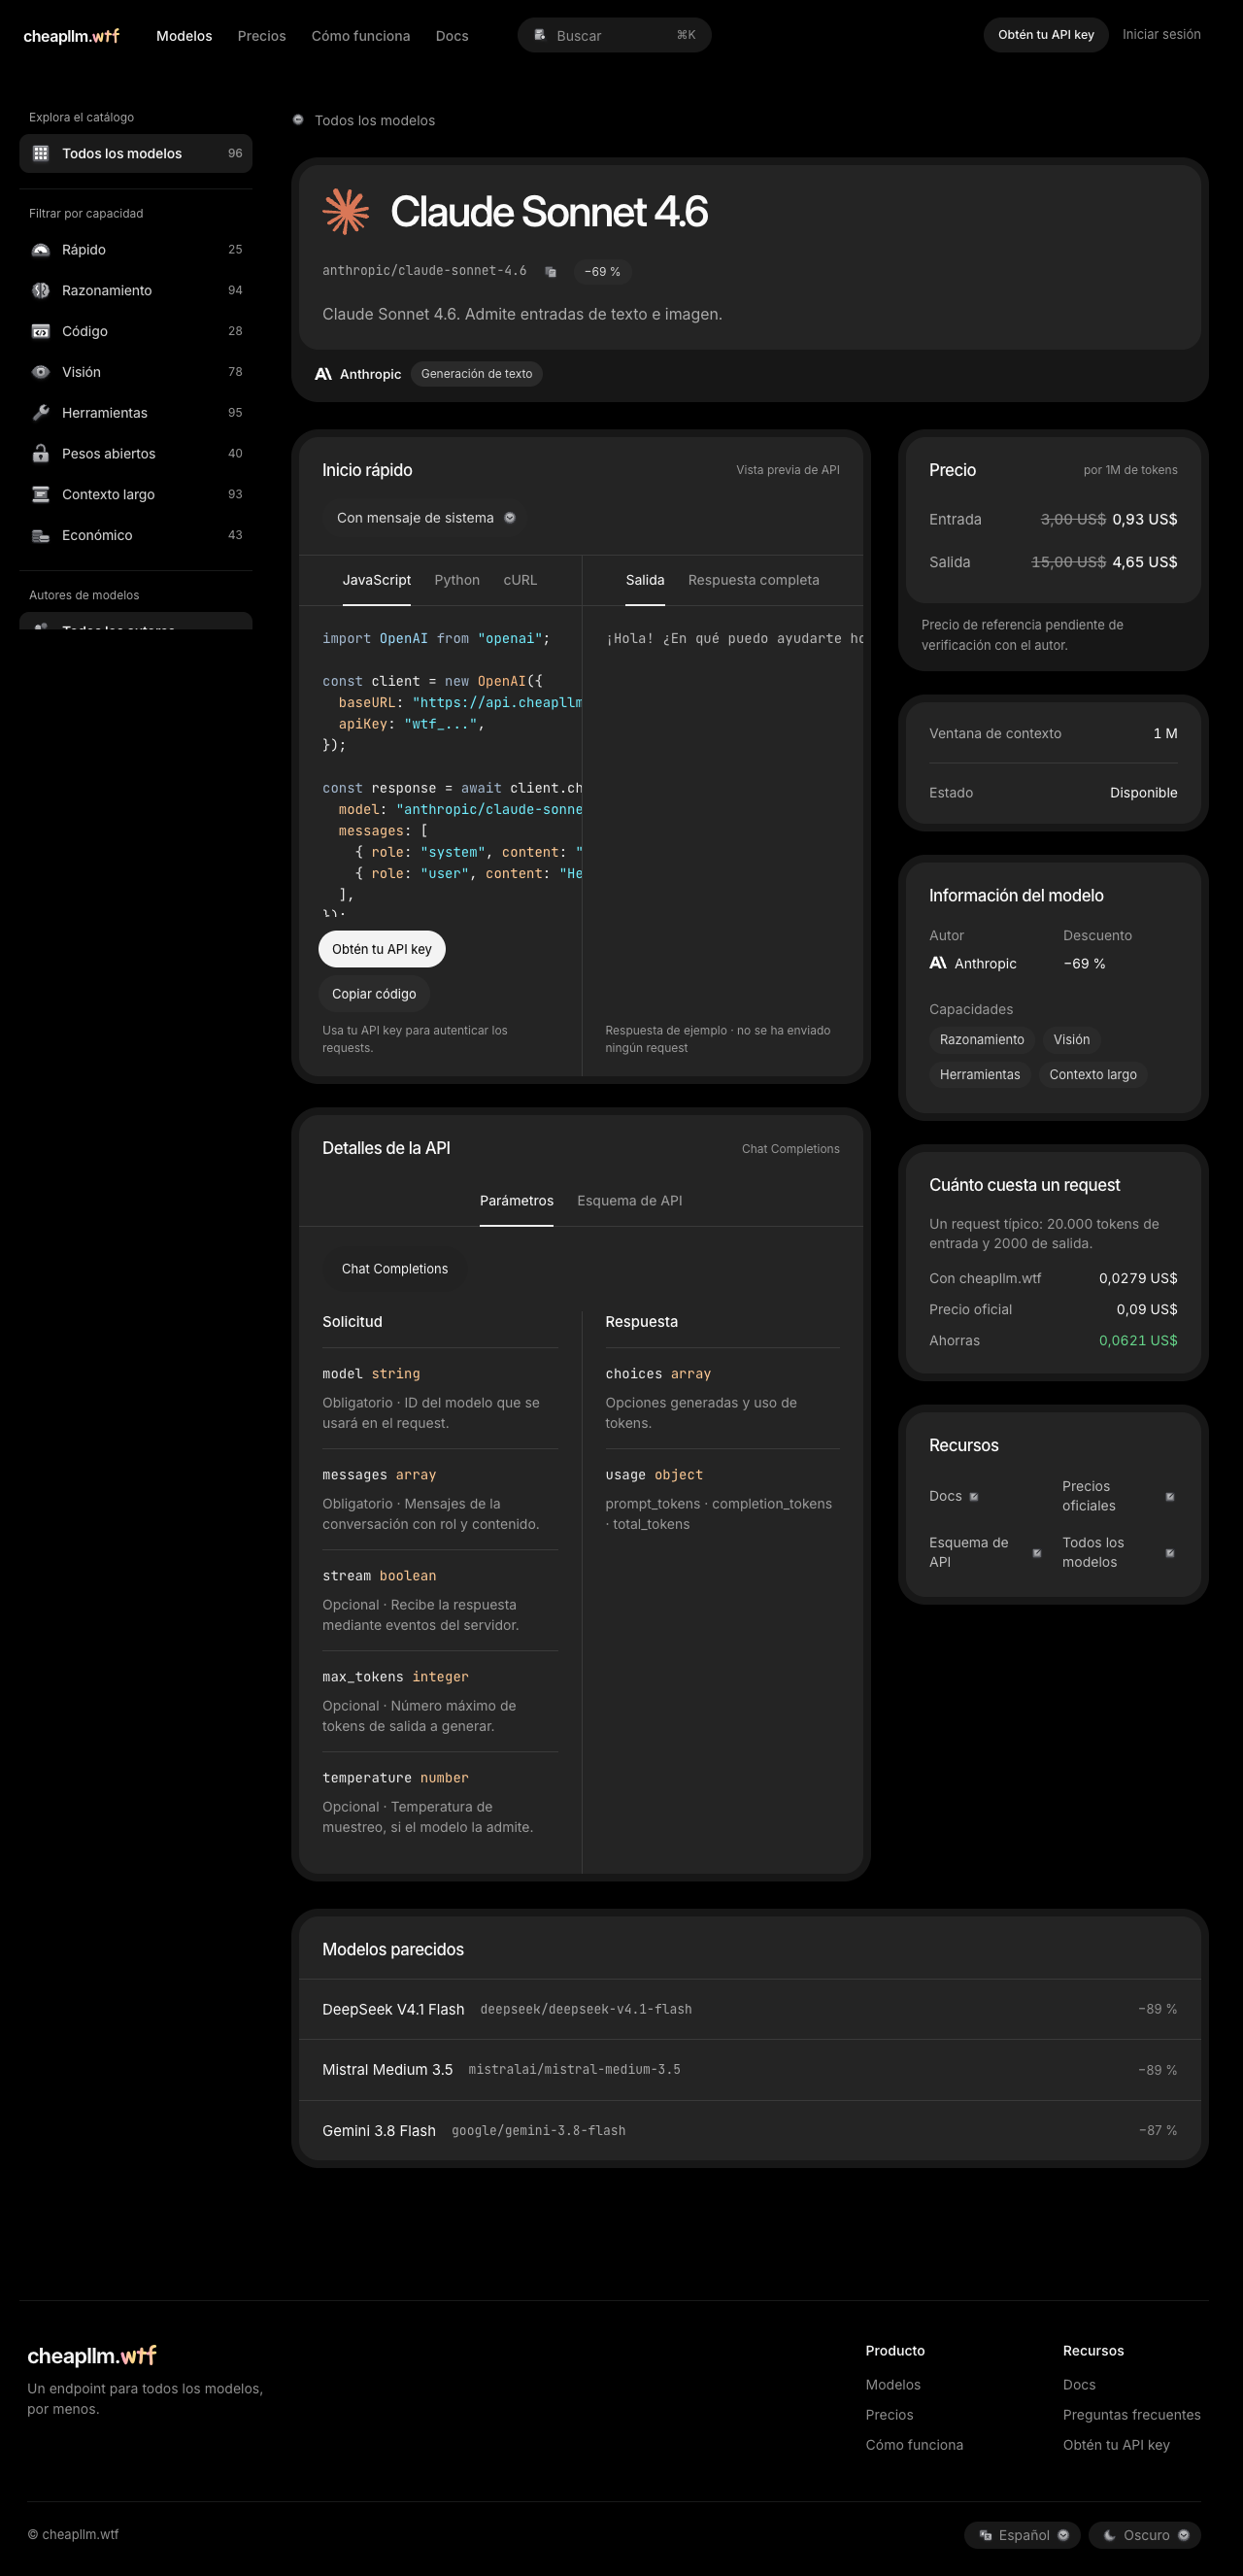 cheapllm.wtf
Modelos
Precios
Cómo funciona
Docs
Buscar
⌘K
Obtén tu API key
Iniciar sesión
Explora el catálogo
Todos los modelos 96
Filtrar por capacidad
Rápido 25
Razonamiento 94
Código 28
Visión 78
Herramientas 95
Pesos abiertos 40
Contexto largo 93
Económico 43
Autores de modelos
Todos los modelos
Claude Sonnet 4.6
anthropic/claude-sonnet-4.6
−69 %
Claude Sonnet 4.6. Admite entradas de texto e imagen.
Anthropic
Generación de texto
Inicio rápido
Vista previa de API
Con mensaje de sistema
JavaScript Python cURL
import OpenAI from "openai";
const client = new OpenAI({
baseURL: "https://api.cheapllm
apiKey: "wtf_...",
});
const response = await client.ch
model: "anthropic/claude-sonne
messages: [
{ role: "system", content: "
{ role: "user", content: "He
],
});
Obtén tu API key
Copiar código
Usa tu API key para autenticar los
requests.
Salida Respuesta completa
¡Hola! ¿En qué puedo ayudarte ho
Respuesta de ejemplo · no se ha enviado
ningún request
Precio
por 1M de tokens
Entrada 3,00 US$ 0,93 US$
Salida 15,00 US$ 4,65 US$
Precio de referencia pendiente de
verificación con el autor.
Ventana de contexto 1 M
Estado Disponible
Información del modelo
Autor Descuento
Anthropic −69 %
Capacidades
Razonamiento Visión
Herramientas Contexto largo
Cuánto cuesta un request
Un request típico: 20.000 tokens de
entrada y 2000 de salida.
Con cheapllm.wtf 0,0279 US$
Precio oficial 0,09 US$
Ahorras 0,0621 US$
Recursos
Docs
Precios
oficiales
Esquema de
API
Todos los
modelos
Detalles de la API
Chat Completions
Parámetros Esquema de API
Chat Completions
Solicitud
model string
Obligatorio · ID del modelo que se
usará en el request.
messages array
Obligatorio · Mensajes de la
conversación con rol y contenido.
stream boolean
Opcional · Recibe la respuesta
mediante eventos del servidor.
max_tokens integer
Opcional · Número máximo de
tokens de salida a generar.
temperature number
Opcional · Temperatura de
muestreo, si el modelo la admite.
Respuesta
choices array
Opciones generadas y uso de
tokens.
usage object
prompt_tokens · completion_tokens
· total_tokens
Modelos parecidos
DeepSeek V4.1 Flash deepseek/deepseek-v4.1-flash −89 %
Mistral Medium 3.5 mistralai/mistral-medium-3.5 −89 %
Gemini 3.8 Flash google/gemini-3.8-flash −87 %
cheapllm.wtf
Un endpoint para todos los modelos,
por menos.
Producto
Modelos
Precios
Cómo funciona
Recursos
Docs
Preguntas frecuentes
Obtén tu API key
© cheapllm.wtf
Español
Oscuro